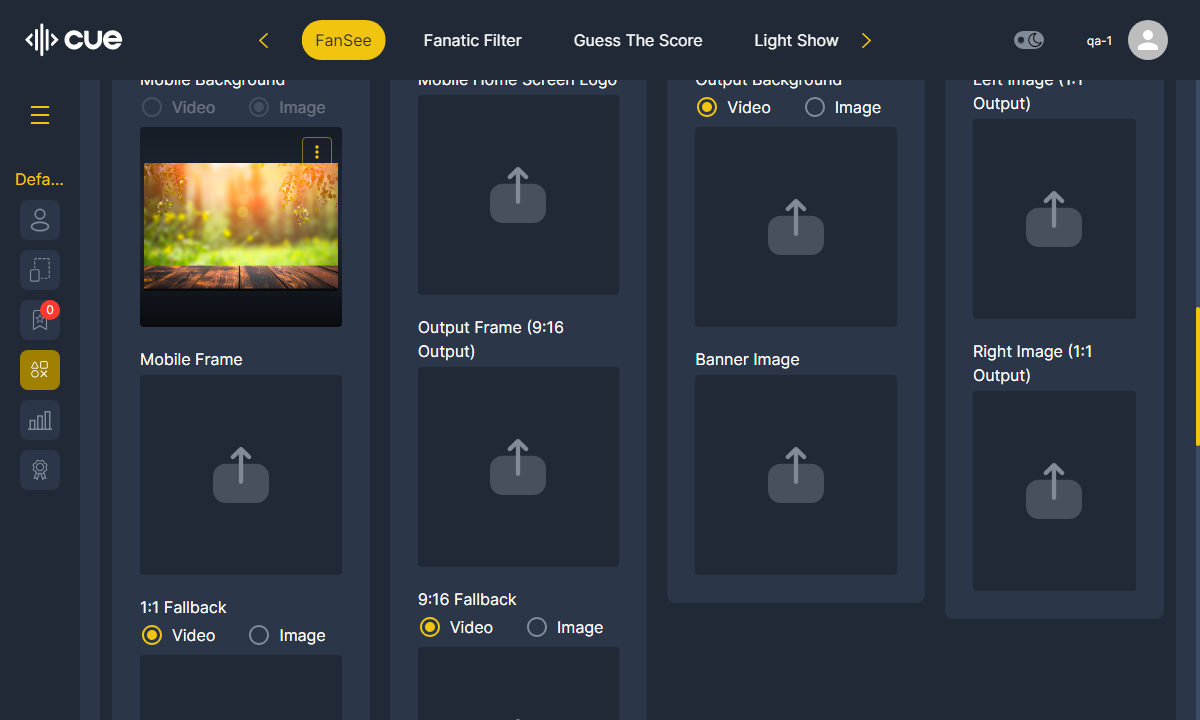 cue
FanSee
Fanatic Filter
Guess The Score
Light Show
qa-1
Defa...
0
Mobile Background
Video
Image
Mobile Frame
1:1 Fallback
Video
Image
Mobile Home Screen Logo
Output Frame (9:16
Output)
9:16 Fallback
Video
Image
Output Background
Video
Image
Banner Image
Left Image (1:1
Output)
Right Image (1:1
Output)